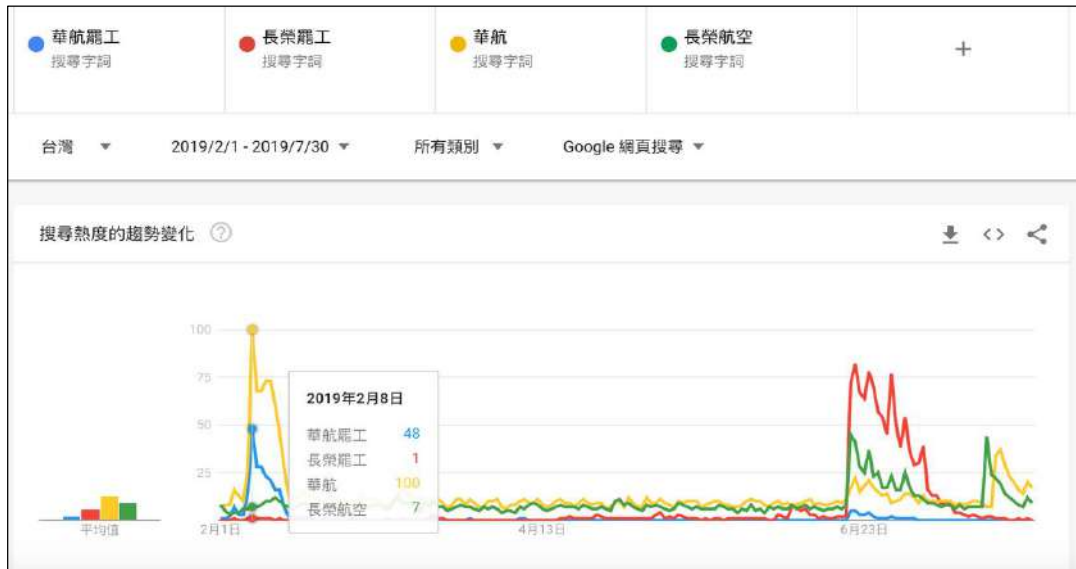 華航罷工
搜尋字詞
長榮罷工
搜尋字詞
華航
搜尋字詞
長榮航空
搜尋字詞
+
台灣
2019/2/1 - 2019/7/30
所有類別
Google 網頁搜尋
搜尋熱度的趨勢變化 ?
100
75
50
25
平均值
2月1日
4月13日
6月23日
2019年2月8日
華航罷工 48
長榮罷工 1
華航 100
長榮航空 7